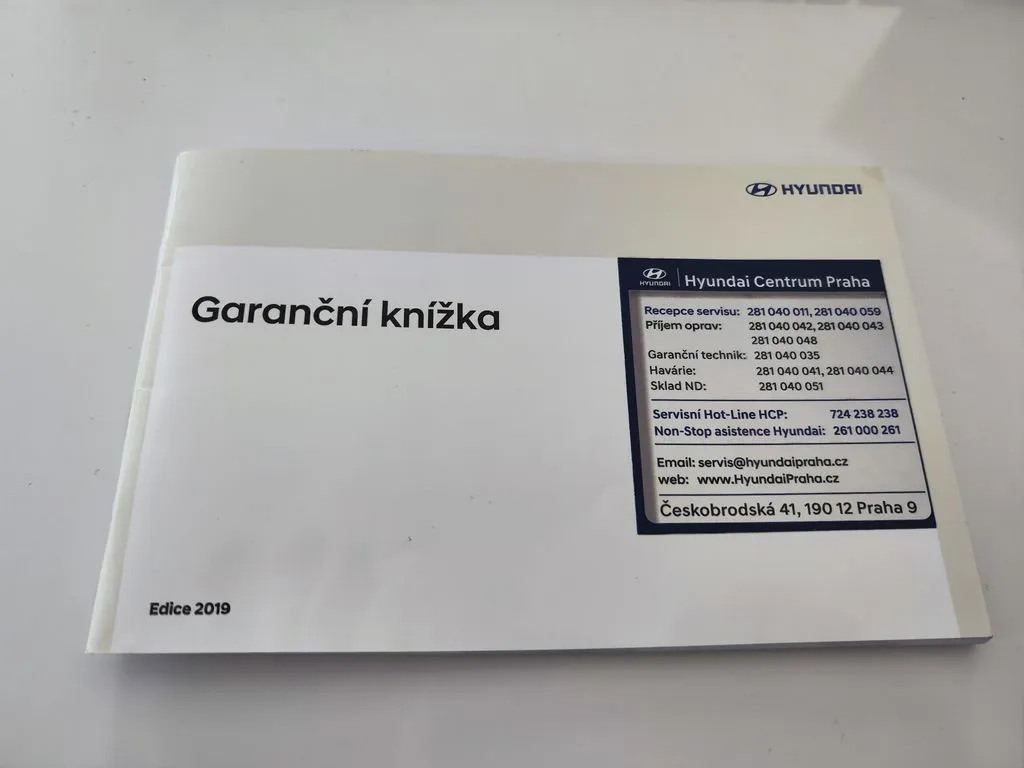 HYUNDAI
HYUNDAI
Hyundai Centrum Praha
Garanční knížka
Recepce servisu: 281 040 011, 281 040 059
Příjem oprav: 281 040 042, 281 040 043
281 040 048
Garanční technik: 281 040 035
Havárie: 281 040 041, 281 040 044
Sklad ND: 281 040 051
Servisní Hot-Line HCP: 724 238 238
Non-Stop asistence Hyundai: 261 000 261
Email: servis@hyundaipraha.cz
web: www.HyundaiPraha.cz
Českobrodská 41, 190 12 Praha 9
Edice 2019